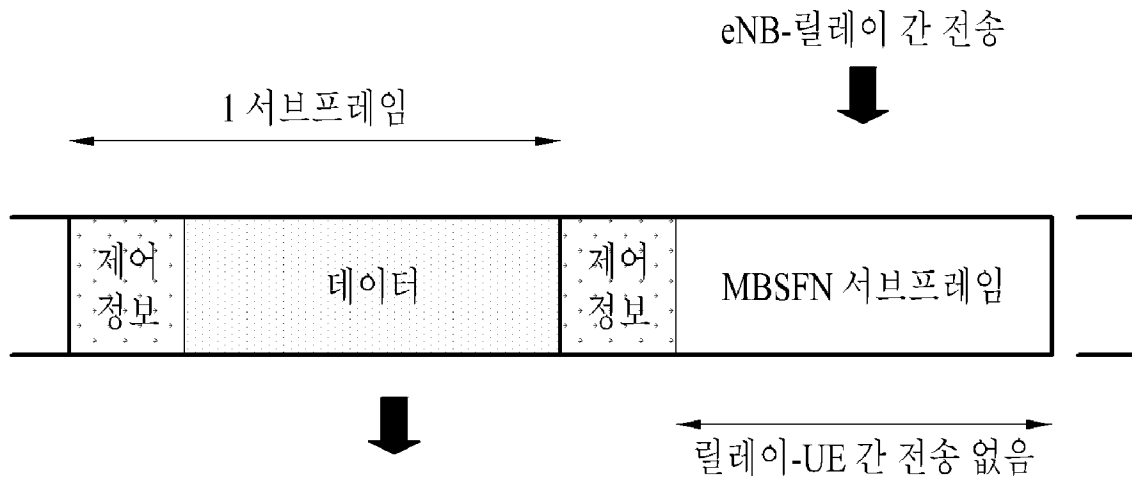 eNB-릴레이 간 전송
1 서브프레임
제어
정보
데이터
제어
정보
MBSFN 서브프레임
릴레이-UE 간 전송 없음